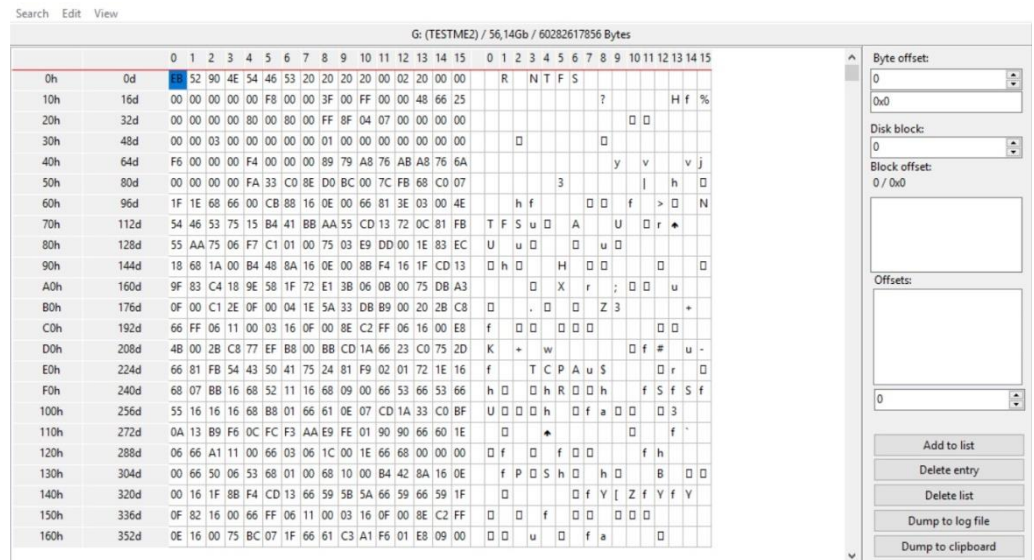 Search Edit View
G: (TESTME2) / 56,14Gb / 60282617856 Bytes
0 1 2 3 4 5 6 7 8 9 10 11 12 13 14 15 0 1 2 3 4 5 6 7 8 9 10 11 12 13 14 15
0h 0d EB 52 90 4E 54 46 53 20 20 20 20 00 02 20 00 00 R N T F S
10h 16d 00 00 00 00 00 F8 00 00 3F 00 FF 00 00 48 66 25 ? H f %
20h 32d 00 00 00 00 80 00 80 00 FF 8F 04 07 00 00 00 00
30h 48d 00 00 03 00 00 00 00 00 01 00 00 00 00 00 00 00
40h 64d F6 00 00 00 F4 00 00 00 89 79 A8 76 AB A8 76 6A y v v j
50h 80d 00 00 00 00 FA 33 C0 8E D0 BC 00 7C FB 68 C0 07 3 | h
60h 96d 1F 1E 68 66 00 CB 88 16 0E 00 66 81 3E 03 00 4E h f f > N
70h 112d 54 46 53 75 15 B4 41 BB AA 55 CD 13 72 0C 81 FB T F S u A U r ♠
80h 128d 55 AA 75 06 F7 C1 01 00 75 03 E9 DD 00 1E 83 EC U u u
90h 144d 18 68 1A 00 B4 48 8A 16 0E 00 8B F4 16 1F CD 13 h H
A0h 160d 9F 83 C4 18 9E 58 1F 72 E1 3B 06 0B 00 75 DB A3 X r ; u
B0h 176d 0F 00 C1 2E 0F 00 04 1E 5A 33 DB B9 00 20 2B C8 . Z 3 +
C0h 192d 66 FF 06 11 00 03 16 0F 00 8E C2 FF 06 16 00 E8 f
D0h 208d 4B 00 2B C8 77 EF B8 00 BB CD 1A 66 23 C0 75 2D K + w f # u -
E0h 224d 66 81 FB 54 43 50 41 75 24 81 F9 02 01 72 1E 16 f T C P A u $ r
F0h 240d 68 07 BB 16 68 52 11 16 68 09 00 66 53 66 53 66 h h R h f S f S f
100h 256d 55 16 16 16 68 B8 01 66 61 0E 07 CD 1A 33 C0 BF U h f a 3
110h 272d 0A 13 B9 F6 0C FC F3 AA E9 FE 01 90 90 66 60 1E ♠ f `
120h 288d 06 66 A1 11 00 66 03 06 1C 00 1E 66 68 00 00 00 f f f h
130h 304d 00 66 50 06 53 68 01 00 68 10 00 B4 42 8A 16 0E f P S h h B
140h 320d 00 16 1F 8B F4 CD 13 66 59 5B 5A 66 59 66 59 1F f Y [ Z f Y f Y
150h 336d 0F 82 16 00 66 FF 06 11 00 03 16 0F 00 8E C2 FF f
160h 352d 0E 16 00 75 BC 07 1F 66 61 C3 A1 F6 01 E8 09 00 u f a
Byte offset:
0
0x0
Disk block:
0
Block offset:
0 / 0x0
Offsets:
0
Add to list
Delete entry
Delete list
Dump to log file
Dump to clipboard